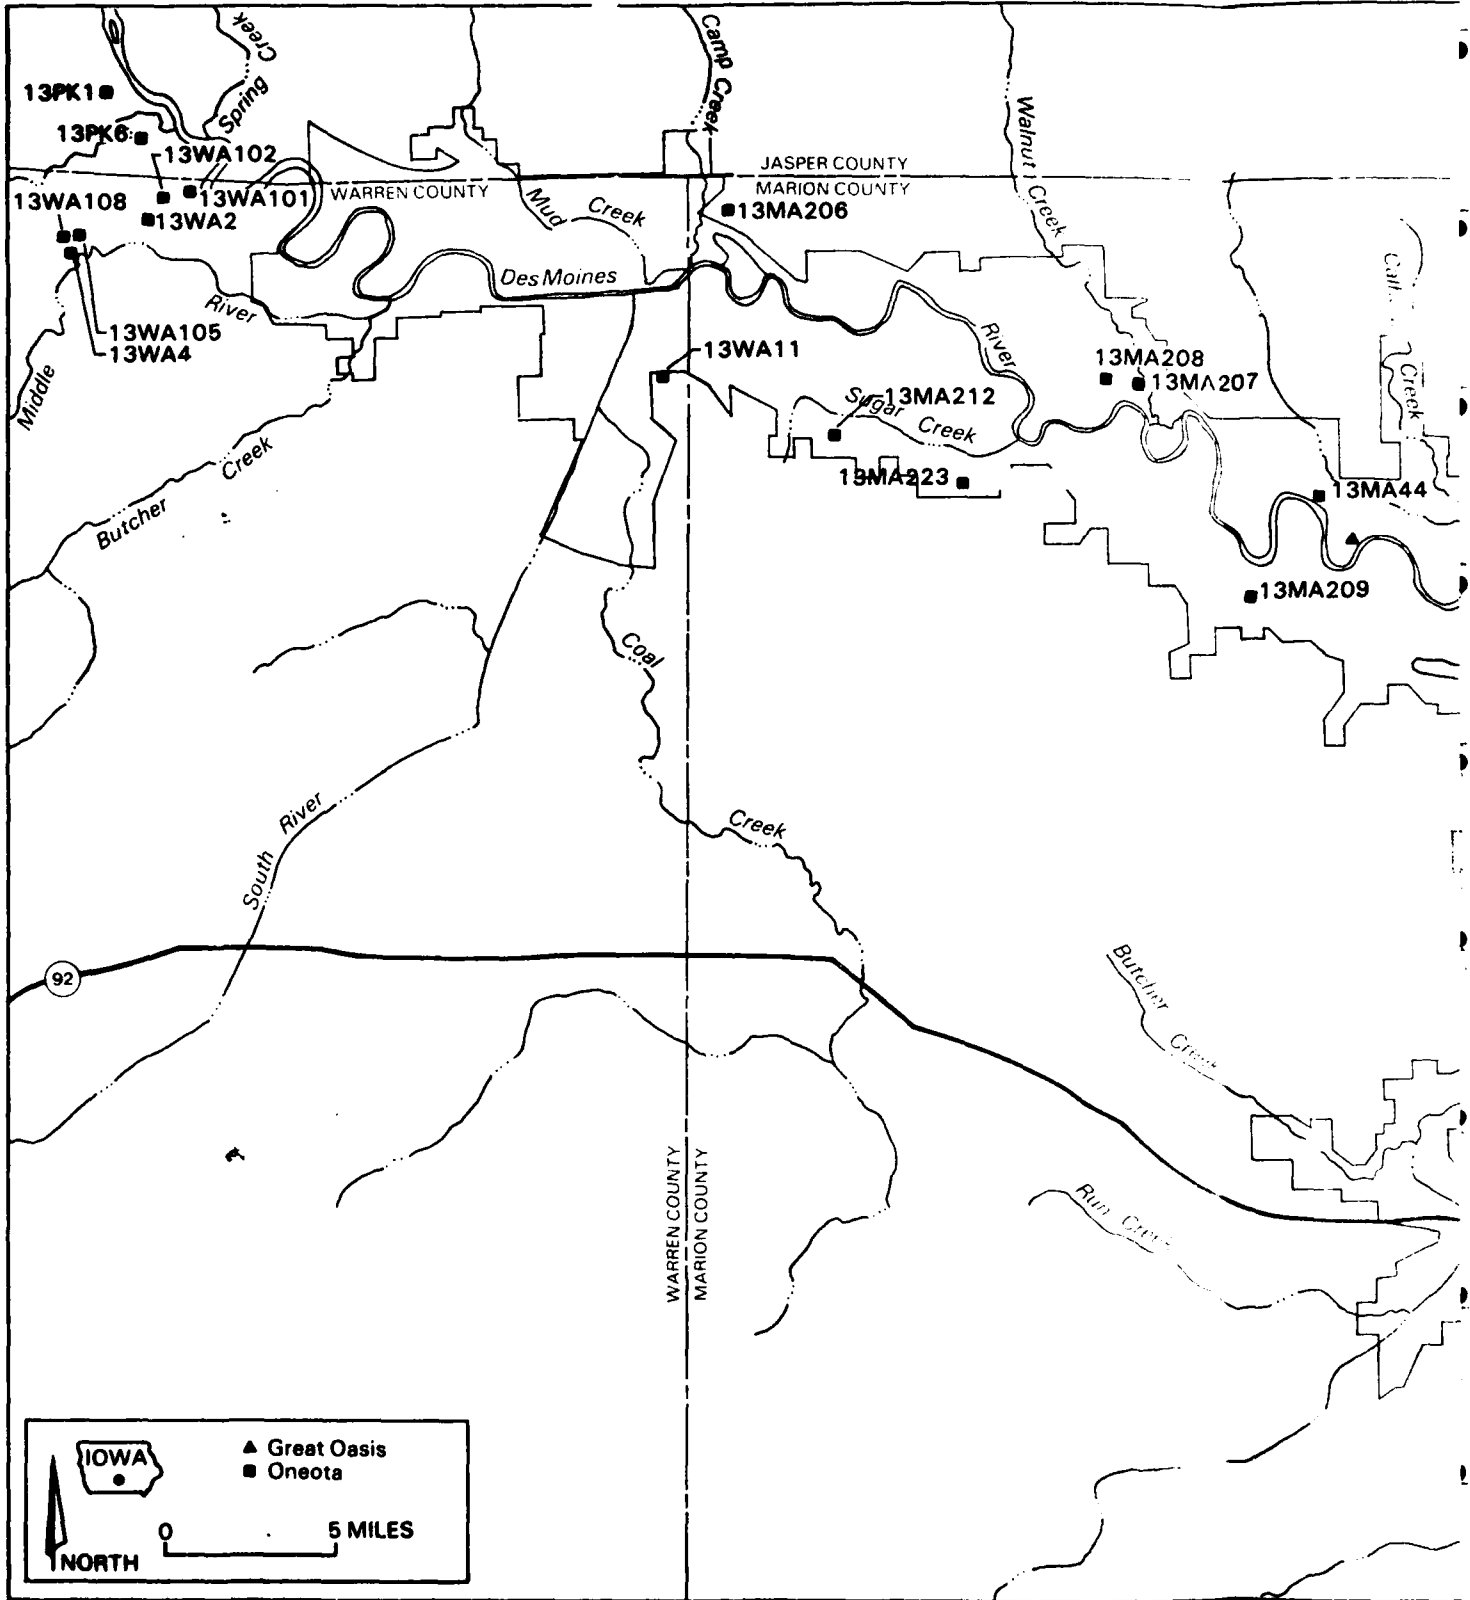 Creek
Spring
Camp Creek
Walnut Creek
13PK1
13PK6
13WA102
13WA101
13WA108
13WA2
JASPER COUNTY
WARREN COUNTY
MARION COUNTY
Mud
Creek
13MA206
Des Moines
River
River
13WA105
13WA4
Middle
13WA11
13MA208
13MA207
13MA212
Sugar
Creek
Creek
13MA223
13MA44
13MA209
Butcher
Creek
Coal
Creek
South
River
92
Butcher
Creek
WARREN COUNTY
MARION COUNTY
Creek
IOWA
Great Oasis
Oneota
0 5 MILES
NORTH